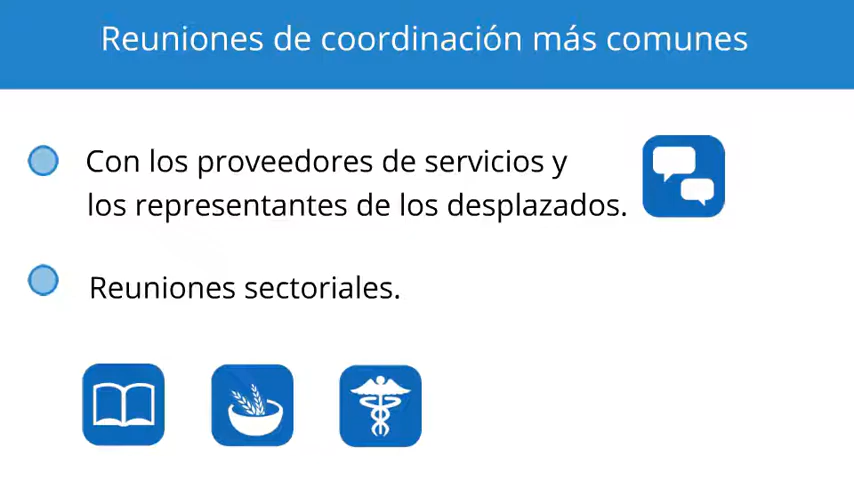 Reuniones de coordinación más comunes
Con los proveedores de servicios y
los representantes de los desplazados.
Reuniones sectoriales.